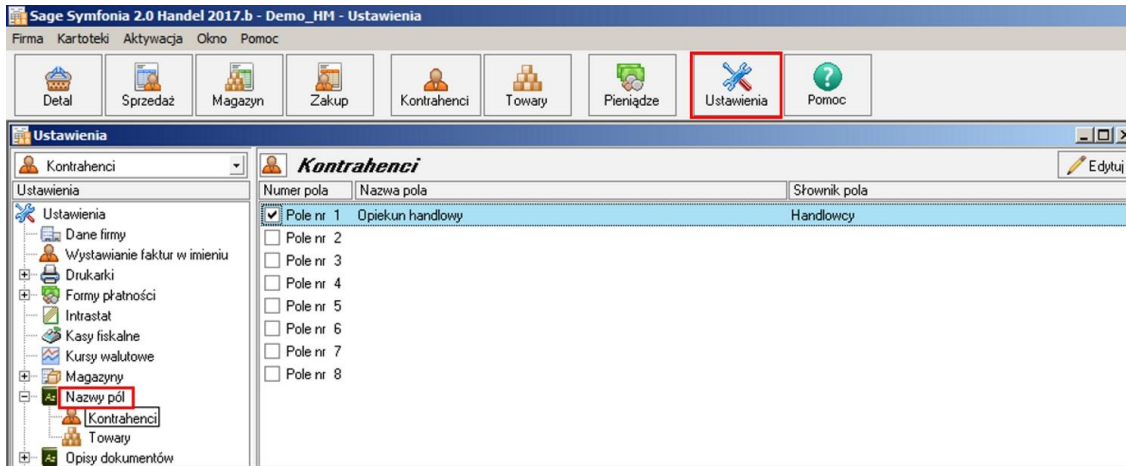 Sage Symfonia 2.0 Handel 2017.b - Demo_HM - Ustawienia
Firma Kartoteki Aktywacja Okno Pomoc
Detal Sprzedaż Magazyn Zakup Kontrahenci Towary Pieniądze Ustawienia ? Pomoc
Ustawienia
Kontrahenci
Kontrahenci
Edytuj
Ustawienia
Numer pola Nazwa pola Słownik pola
Ustawienia
Dane firmy
Wystawianie faktur w imieniu
Drukarki
Formy płatności
Intrastat
Kasy fiskalne
Kursy walutowe
Magazyny
Az Nazwy pól
Kontrahenci
Towary
Az Opisy dokumentów
Pole nr 1 Opiekun handlowy Handlowcy
Pole nr 2
Pole nr 3
Pole nr 4
Pole nr 5
Pole nr 6
Pole nr 7
Pole nr 8